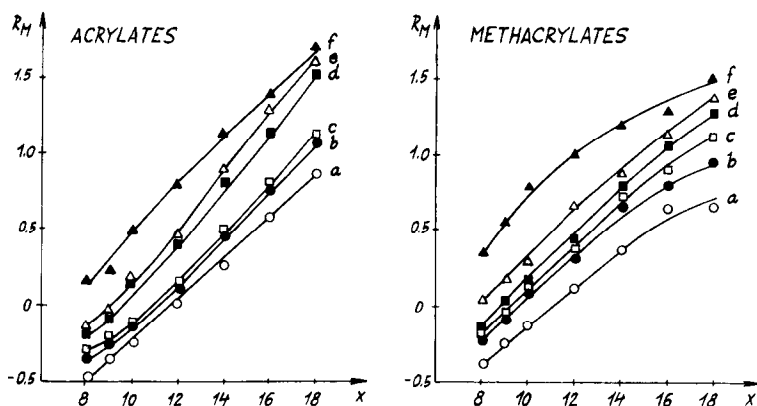 R_M
ACRYLATES
f
e
d
c
b
a
1.5
1.0
0.5
0
-0.5
8 10 12 14 16 18 x
R_M
METHACRYLATES
f
e
d
c
b
a
1.5
1.0
0.5
0
-0.5
8 10 12 14 16 18 x